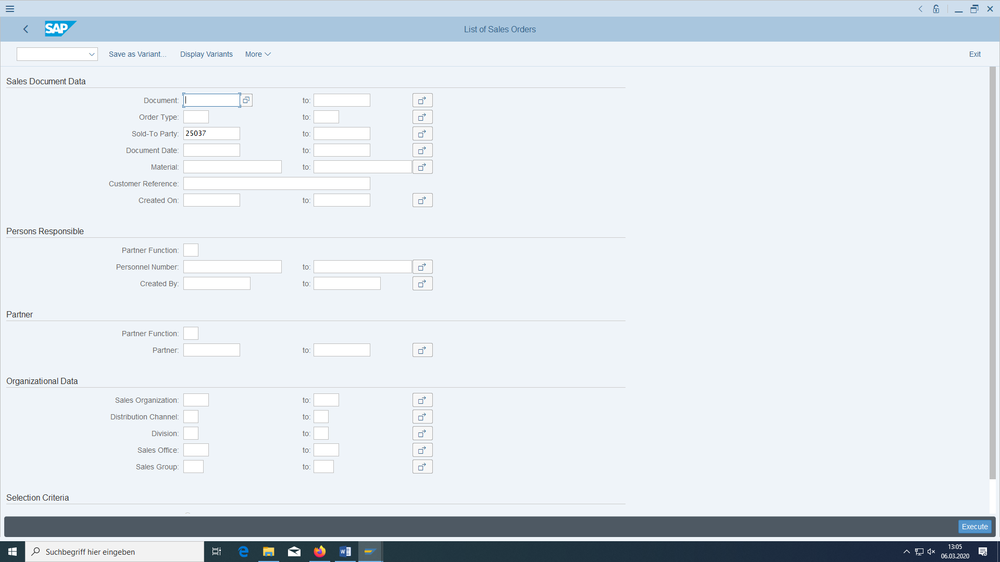 SAP
List of Sales Orders
Save as Variant...
Display Variants
More
Exit
Sales Document Data
Document:
to:
Order Type:
to:
Sold-To Party: 25037
to:
Document Date:
to:
Material:
to:
Customer Reference:
Created On:
to:
Persons Responsible
Partner Function:
Personnel Number:
to:
Created By:
to:
Partner
Partner Function:
Partner:
to:
Organizational Data
Sales Organization:
to:
Distribution Channel:
to:
Division:
to:
Sales Office:
to:
Sales Group:
to:
Selection Criteria
Execute
Suchbegriff hier eingeben
13:05
06.03.2020